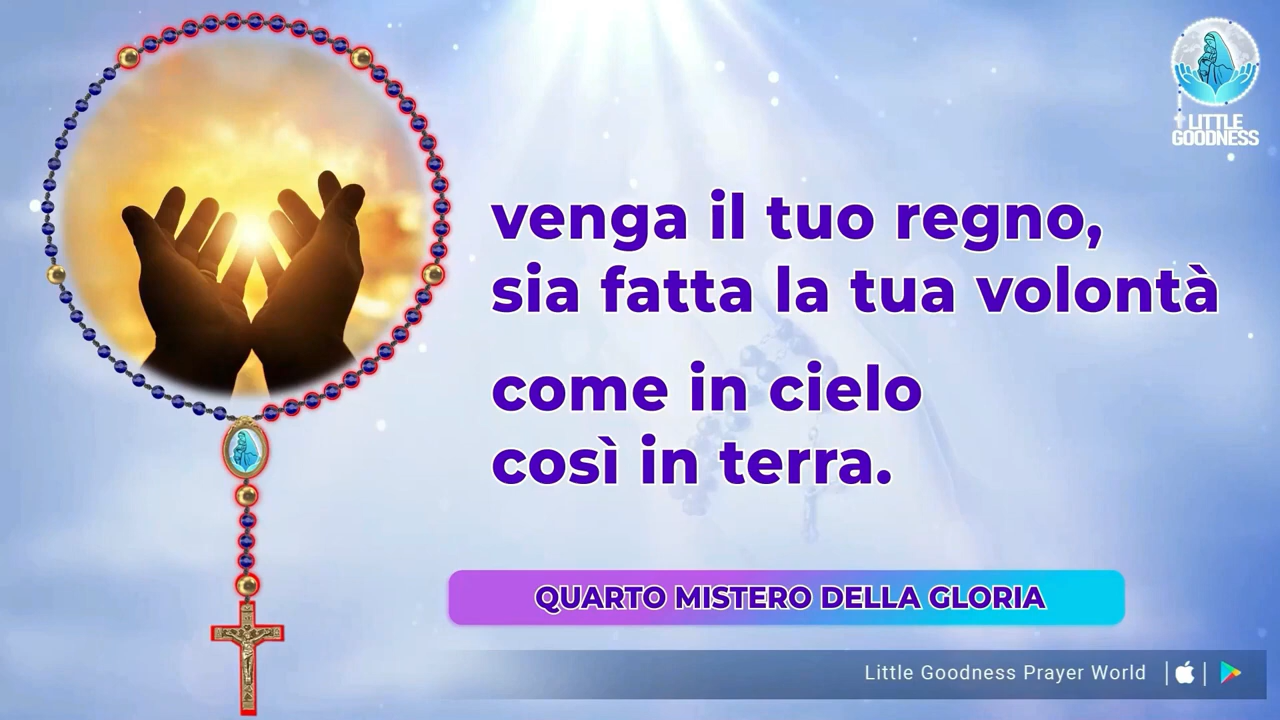 LITTLE
GOODNESS
venga il tuo regno,
sia fatta la tua volontà
come in cielo
così in terra.
QUARTO MISTERO DELLA GLORIA
Little Goodness Prayer World